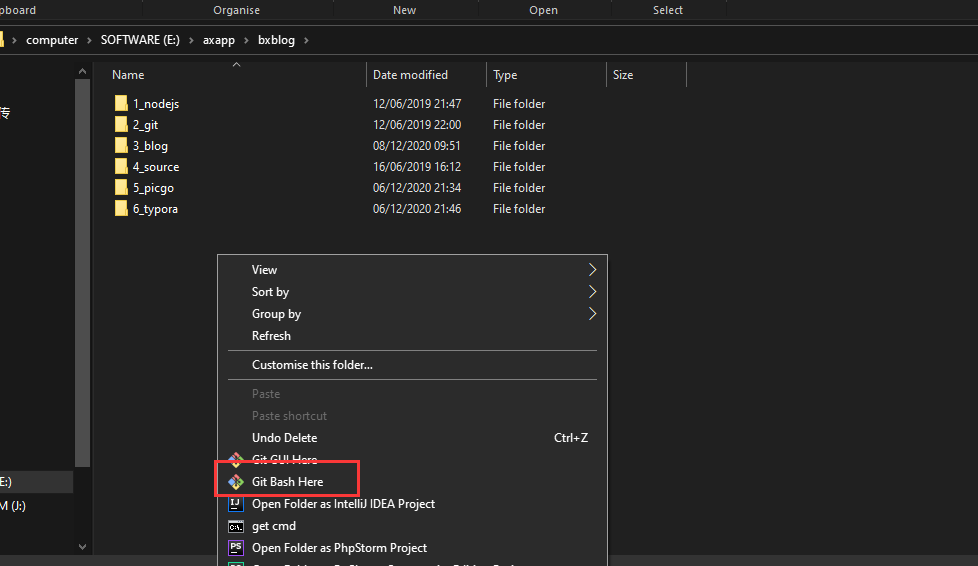 pboard Organise New Open Select
computer SOFTWARE (E:) axapp bxblog
Name Date modified Type Size
传
1_nodejs 12/06/2019 21:47 File folder
2_git 12/06/2019 22:00 File folder
3_blog 08/12/2020 09:51 File folder
4_source 16/06/2019 16:12 File folder
5_picgo 06/12/2020 21:34 File folder
6_typora 06/12/2020 21:46 File folder
View
Sort by
Group by
Refresh
Customise this folder...
Paste
Paste shortcut
Undo Delete Ctrl+Z
Git GUI Here
E:)
Git Bash Here
M (J:)
IJ Open Folder as IntelliJ IDEA Project
C:\. get cmd
PS Open Folder as PhpStorm Project